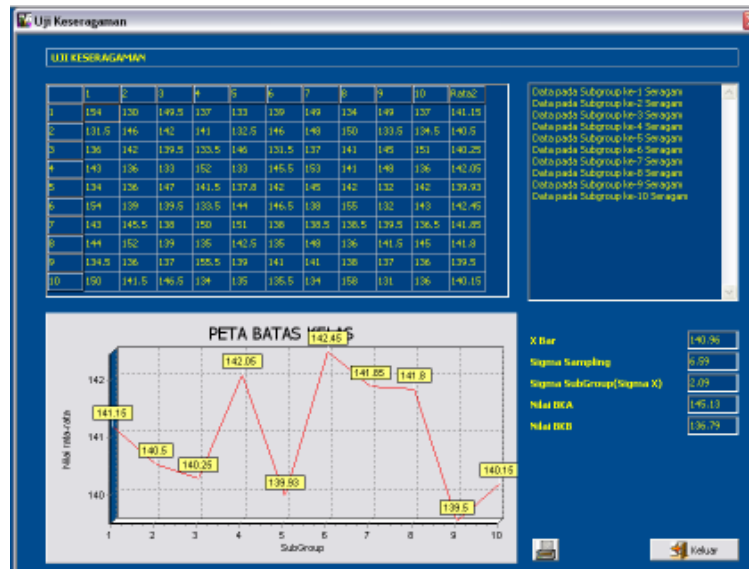 Uji Keseragaman
UJI KESERAGAMAN
1 2 3 4 5 6 7 8 9 10 Rata2
1 154 130 149.5 137 133 139 149 134 149 137 141.15
2 131.5 146 142 141 132.5 146 148 150 133.5 134.5 140.5
3 136 142 139.5 133.5 146 131.5 137 141 145 151 140.25
4 143 136 133 152 133 145.5 153 141 148 136 142.05
5 134 136 147 141.5 137.8 142 145 142 132 142 139.93
6 154 139 139.5 133.5 144 146.5 138 155 132 143 142.45
7 143 145.5 138 150 151 138 138.5 138.5 139.5 136.5 141.85
8 144 152 139 135 142.5 135 148 136 141.5 145 141.8
9 134.5 136 137 155.5 139 141 141 138 137 136 139.5
10 150 141.5 146.5 134 135 135.5 134 158 131 136 140.15
Data pada Subgroup ke-1 Seragam
Data pada Subgroup ke-2 Seragam
Data pada Subgroup ke-3 Seragam
Data pada Subgroup ke-4 Seragam
Data pada Subgroup ke-5 Seragam
Data pada Subgroup ke-6 Seragam
Data pada Subgroup ke-7 Seragam
Data pada Subgroup ke-8 Seragam
Data pada Subgroup ke-9 Seragam
Data pada Subgroup ke-10 Seragam
PETA BATAS KELAS
142.45
142.05
141.85
141.8
141.15
140.5
140.25
139.93
140.15
139.5
142
141
140
Nilai rata-rata
1 2 3 4 5 6 7 8 9 10
SubGroup
X Bar 140.96
Sigma Sampling 6.59
Sigma SubGroup(Sigma X) 2.09
Nilai BKA 145.13
Nilai BKB 136.79
Keluar